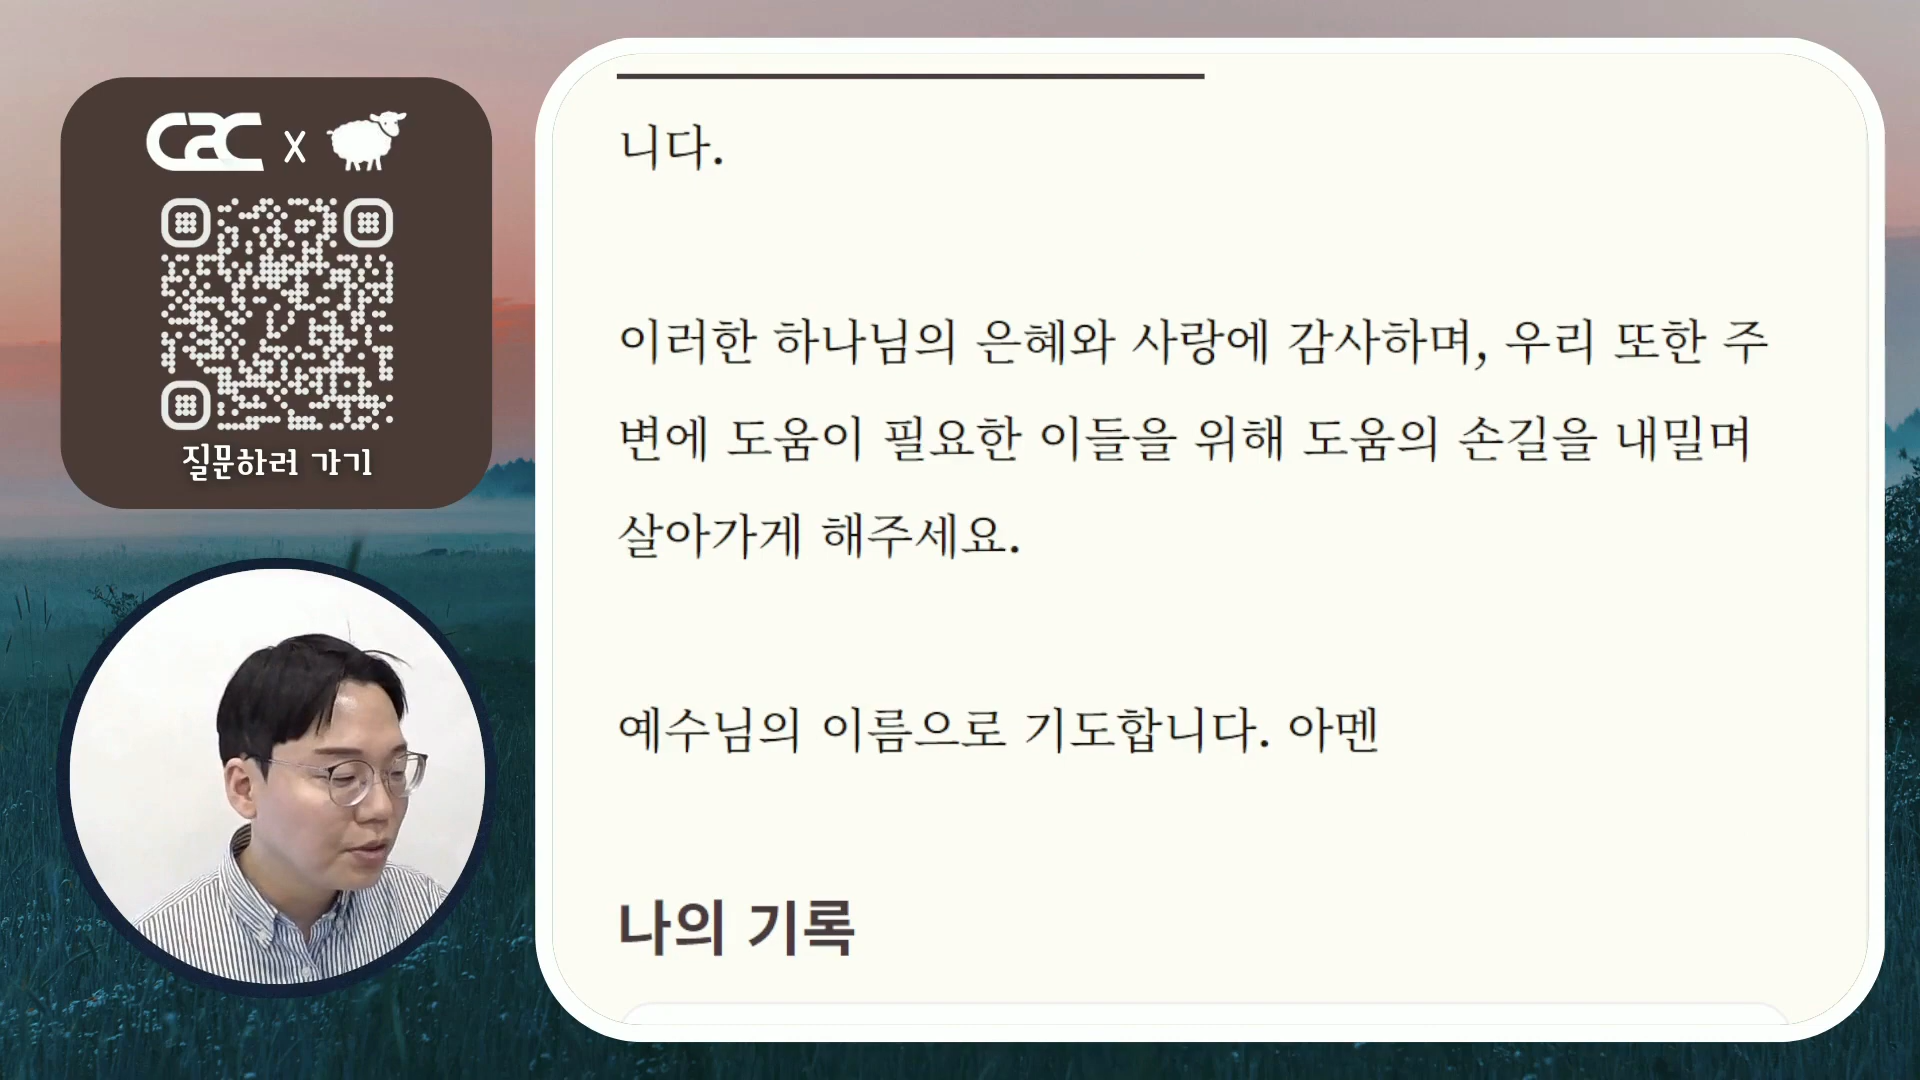 CaC X
질문하러 가기
니다.
이러한 하나님의 은혜와 사랑에 감사하며, 우리 또한 주
변에 도움이 필요한 이들을 위해 도움의 손길을 내밀며
살아가게 해주세요.
예수님의 이름으로 기도합니다. 아멘
나의 기록